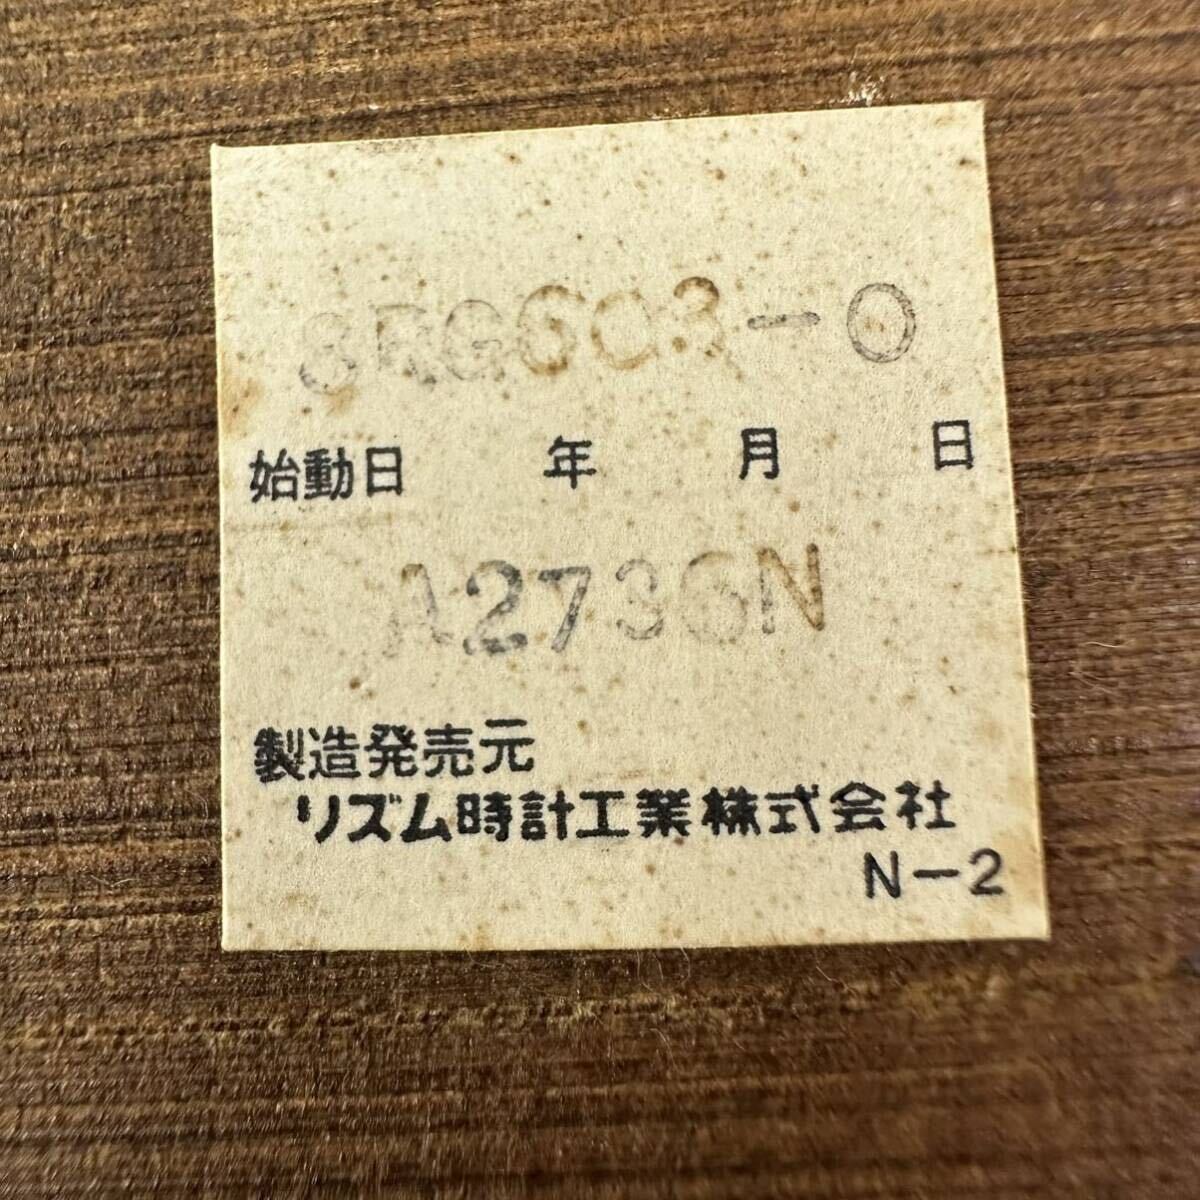 8RG603-0
始動日 年 月 日
A2736N
製造発売元
リズム時計工業株式会社
N-2